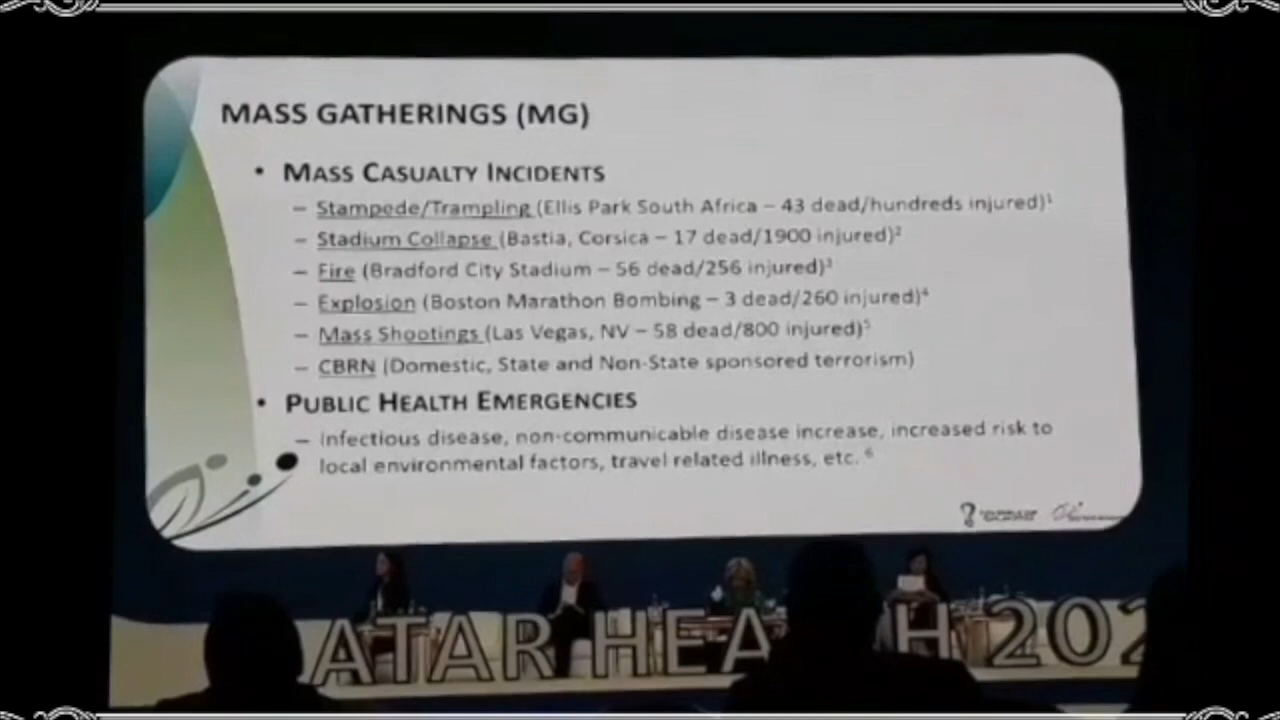 MASS GATHERINGS (MG)
• MASS CASUALTY INCIDENTS
– Stampede/Trampling (Ellis Park South Africa – 43 dead/hundreds injured)¹
– Stadium Collapse (Bastia, Corsica – 17 dead/1900 injured)²
– Fire (Bradford City Stadium – 56 dead/256 injured)³
– Explosion (Boston Marathon Bombing – 3 dead/260 injured)⁴
– Mass Shootings (Las Vegas, NV – 58 dead/800 injured)⁵
– CBRN (Domestic, State and Non-State sponsored terrorism)
• PUBLIC HEALTH EMERGENCIES
– Infectious disease, non-communicable disease increase, increased risk to
local environmental factors, travel related illness, etc. ⁶
ATAR HEA H 202